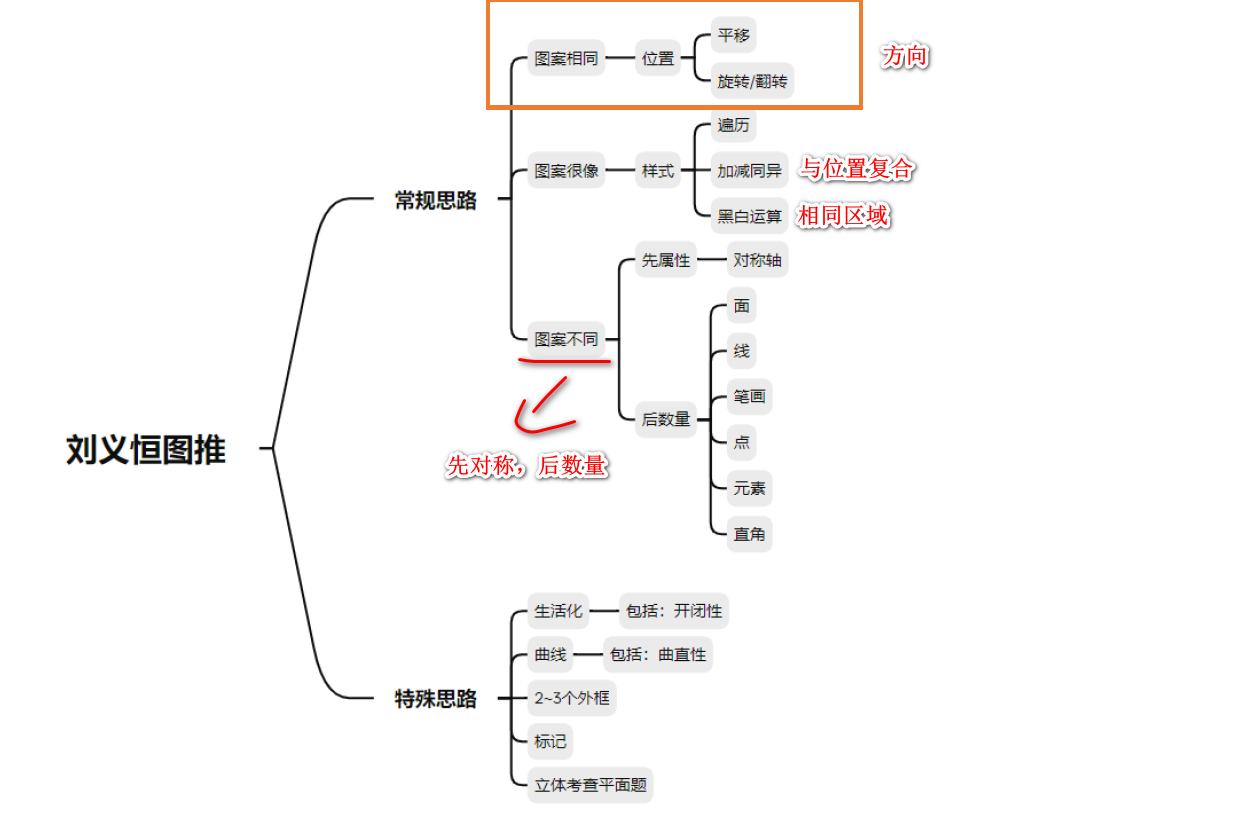 刘义恒图推
常规思路
图案相同
位置
平移
旋转/翻转
方向
图案很像
样式
遍历
加减同异
与位置复合
黑白运算
相同区域
图案不同
先属性
对称轴
后数量
面
线
笔画
点
元素
直角
先对称，后数量
特殊思路
生活化
包括：开闭性
曲线
包括：曲直性
2~3个外框
标记
立体考查平面题